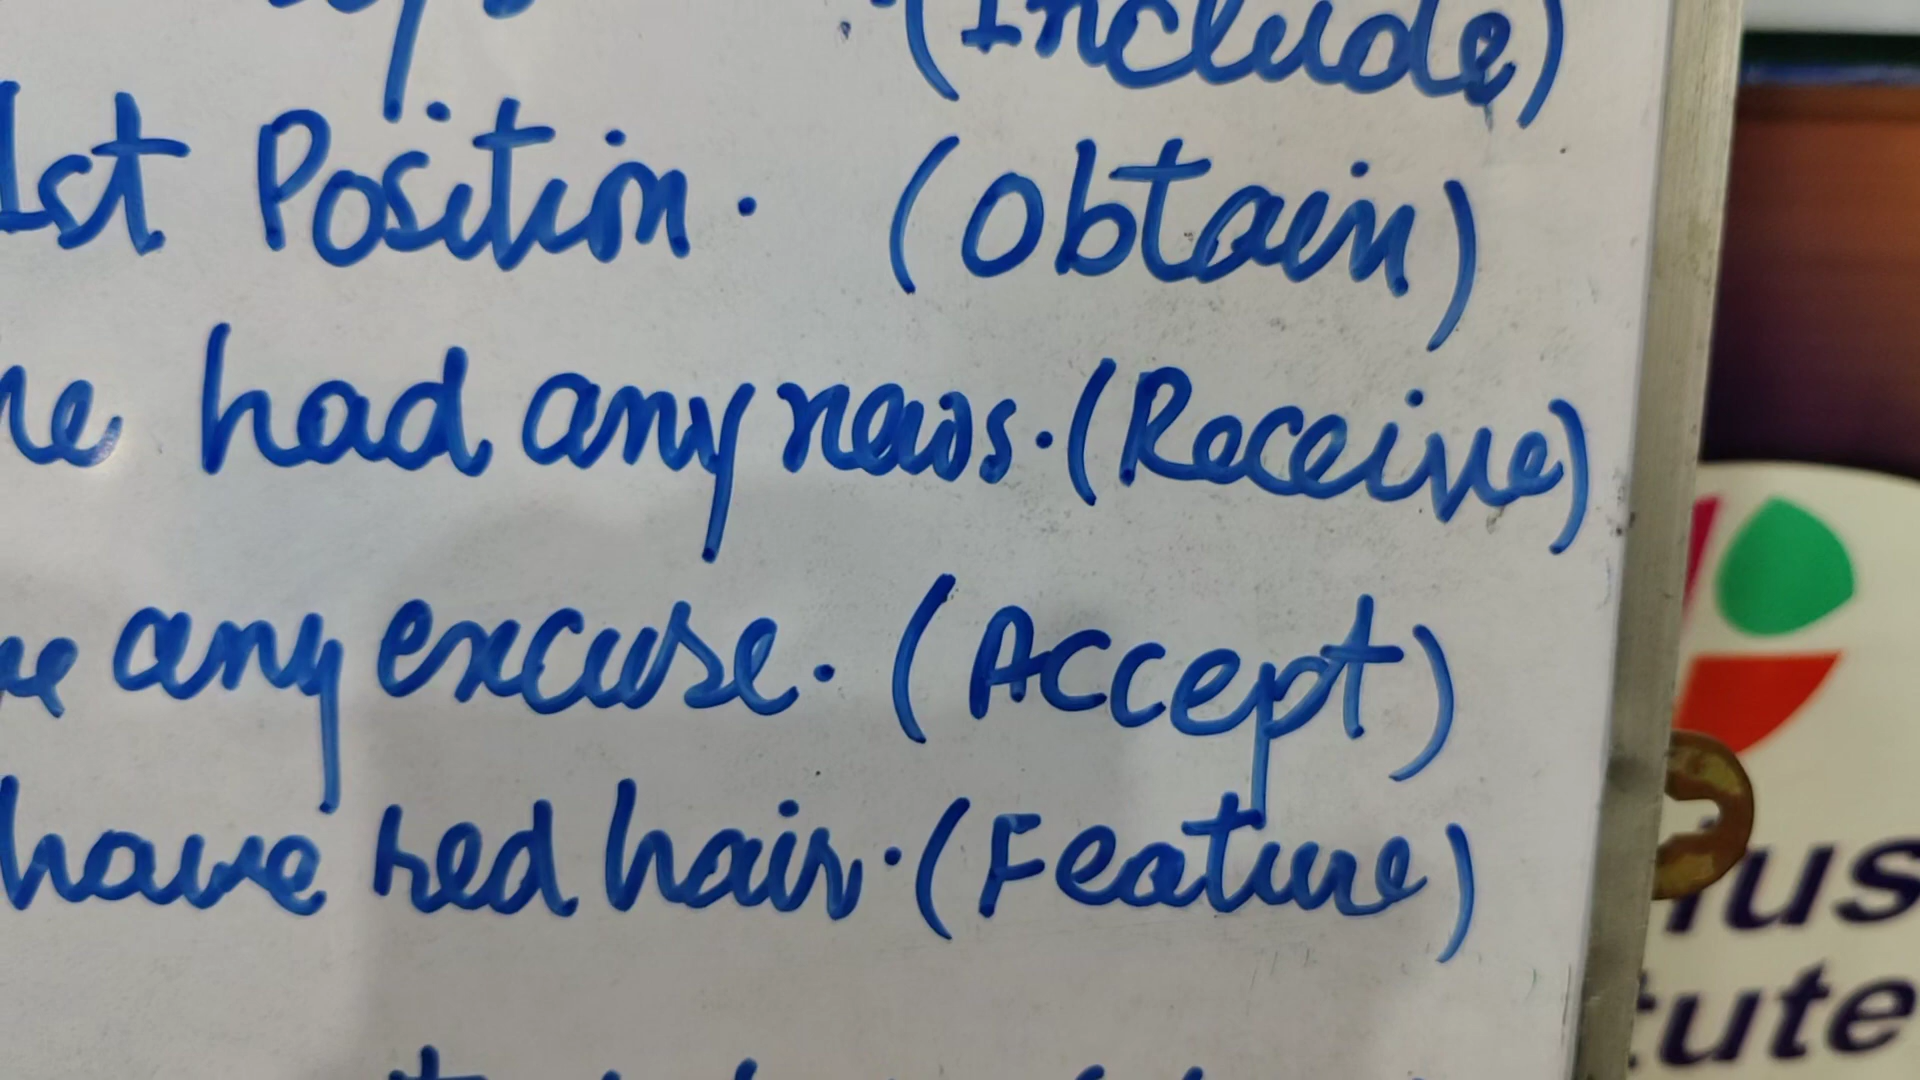 (Include)
1st Position. (Obtain)
had any news. (Receive)
any excuse. (Accept)
have red hair. (Feature)